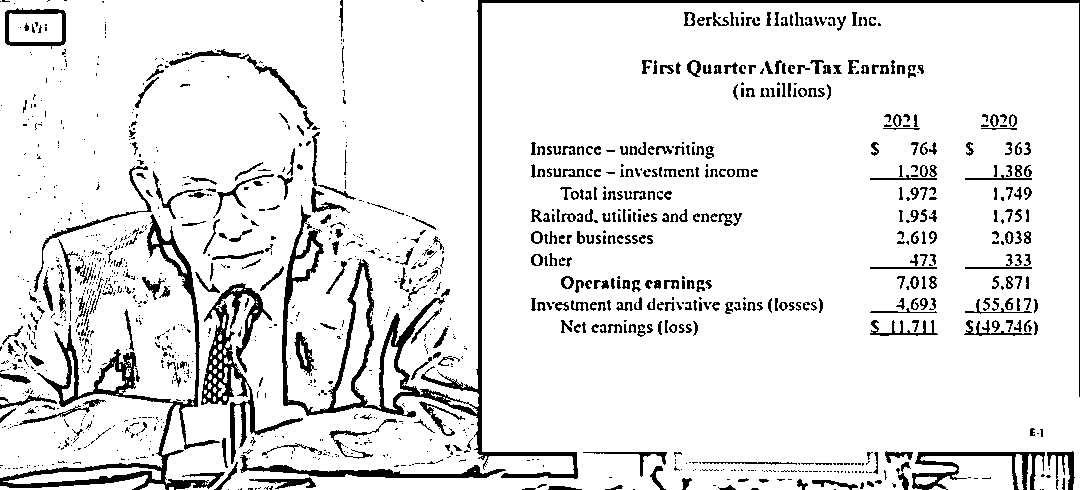 Berkshire Hathaway Inc.
First Quarter After-Tax Earnings
(in millions)
2021 2020
Insurance – underwriting $ 764 $ 363
Insurance – investment income 1,208 1,386
Total insurance 1,972 1,749
Railroad, utilities and energy 1,954 1,751
Other businesses 2,619 2,038
Other 473 333
Operating earnings 7,018 5,871
Investment and derivative gains (losses) 4,693 (55,617)
Net earnings (loss) $ 11,711 $(49,746)
E-1